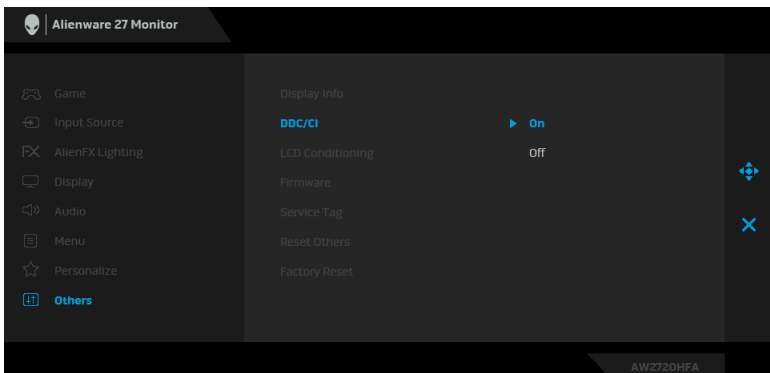 Alienware 27 Monitor
Game
Display Info
Input Source
DDC/CI
On
AlienFX Lighting
LCD Conditioning
Off
Display
Firmware
Audio
Service Tag
Menu
Reset Others
Personalize
Factory Reset
Others
AW2720HFA